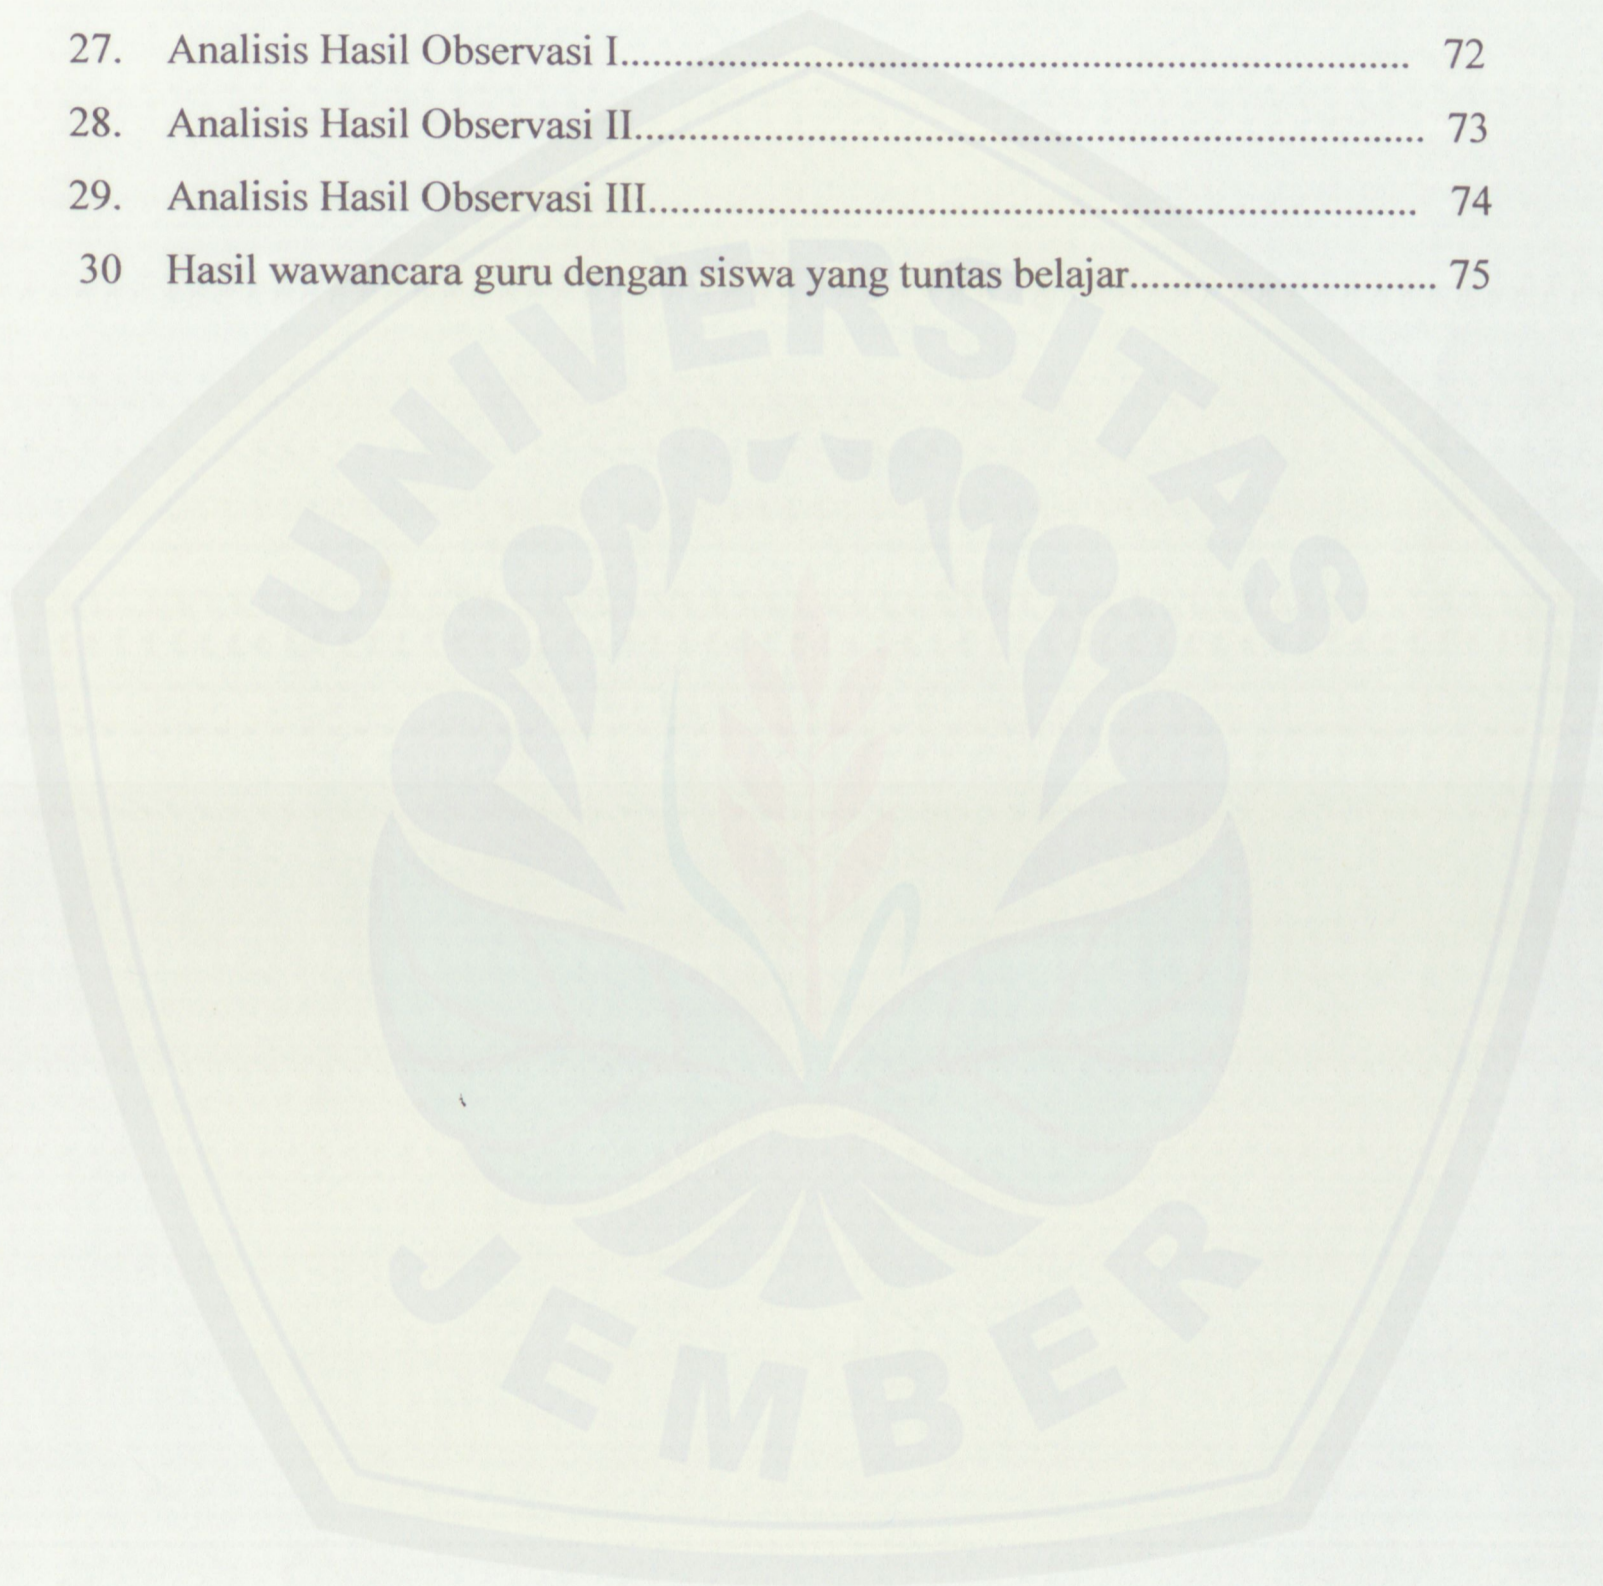 27. Analisis Hasil Observasi I........................................................................... 72
28. Analisis Hasil Observasi II........................................................................... 73
29. Analisis Hasil Observasi III......................................................................... 74
30 Hasil wawancara guru dengan siswa yang tuntas belajar............................. 75
UNIVERSITAS
JEMBER